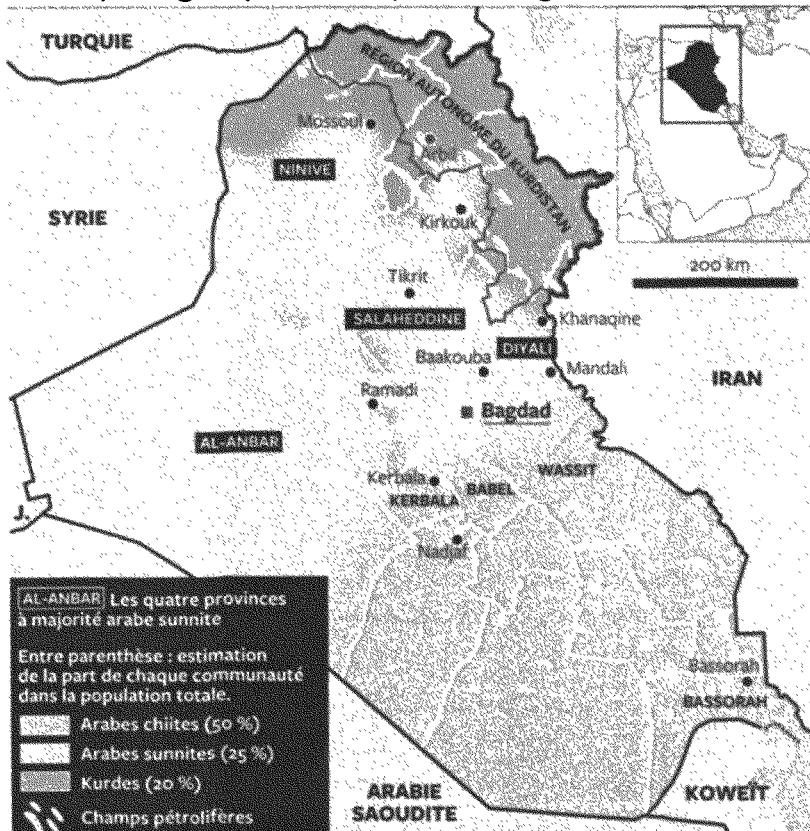 TURQUIE
RÉGION AUTONOME DU KURDISTAN
Mossoul
Arbil
NINIVE
SYRIE
Kirkouk
200 km
Tikrit
SALAHEDDINE
Khanaqine
DIYALI
Baakouba
Mandali
IRAN
Ramadi
Bagdad
AL-ANBAR
WASSIT
Kerbala
KERBALA
BABEL
J.
Nadjaf
AL-ANBAR Les quatre provinces
à majorité arabe sunnite
Entre parenthèse : estimation
de la part de chaque communauté
dans la population totale.
Arabes chiites (50 %)
Arabes sunnites (25 %)
Kurdes (20 %)
Champs pétrolifères
Bassorah
BASSORAH
ARABIE
SAOUDITE
KOWEÏT